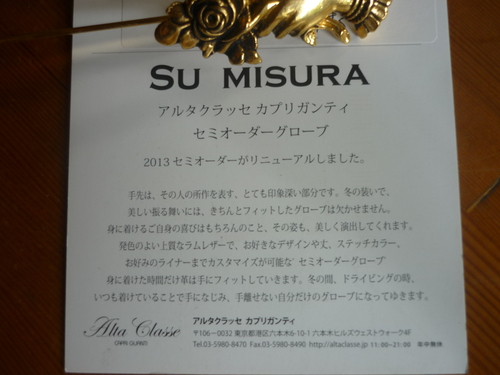 SU MISURA
アルタクラッセ カプリガンティ
セミオーダーグローブ
2013 セミオーダーがリニューアルしました。
手先は、その人の所作を表す、とても印象深い部分です。冬の装いで、
美しい振る舞いには、きちんとフィットしたグローブは欠かせません。
身に着けるご自身の喜びはもちろんのこと、その姿も、美しく演出してくれます。
発色のよい上質なラムレザーで、お好きなデザインや丈、ステッチカラー、
お好みのライナーまでカスタマイズが可能な セミオーダーグローブ
身に着けた時間だけ革は手にフィットしていきます。冬の間、ドライビングの時、
いつも着けていることで手になじみ、手離せない自分だけのグローブになってゆきます。
Alta Classe
CAPRI GUANTI
アルタクラッセ カプリガンティ
〒106-0032 東京都港区六本木6-10-1 六本木ヒルズウェストウォーク4F
Tel.03-5980-8470 Fax.03-5980-8490 http://altaclasse.jp 11:00-21:00 年中無休